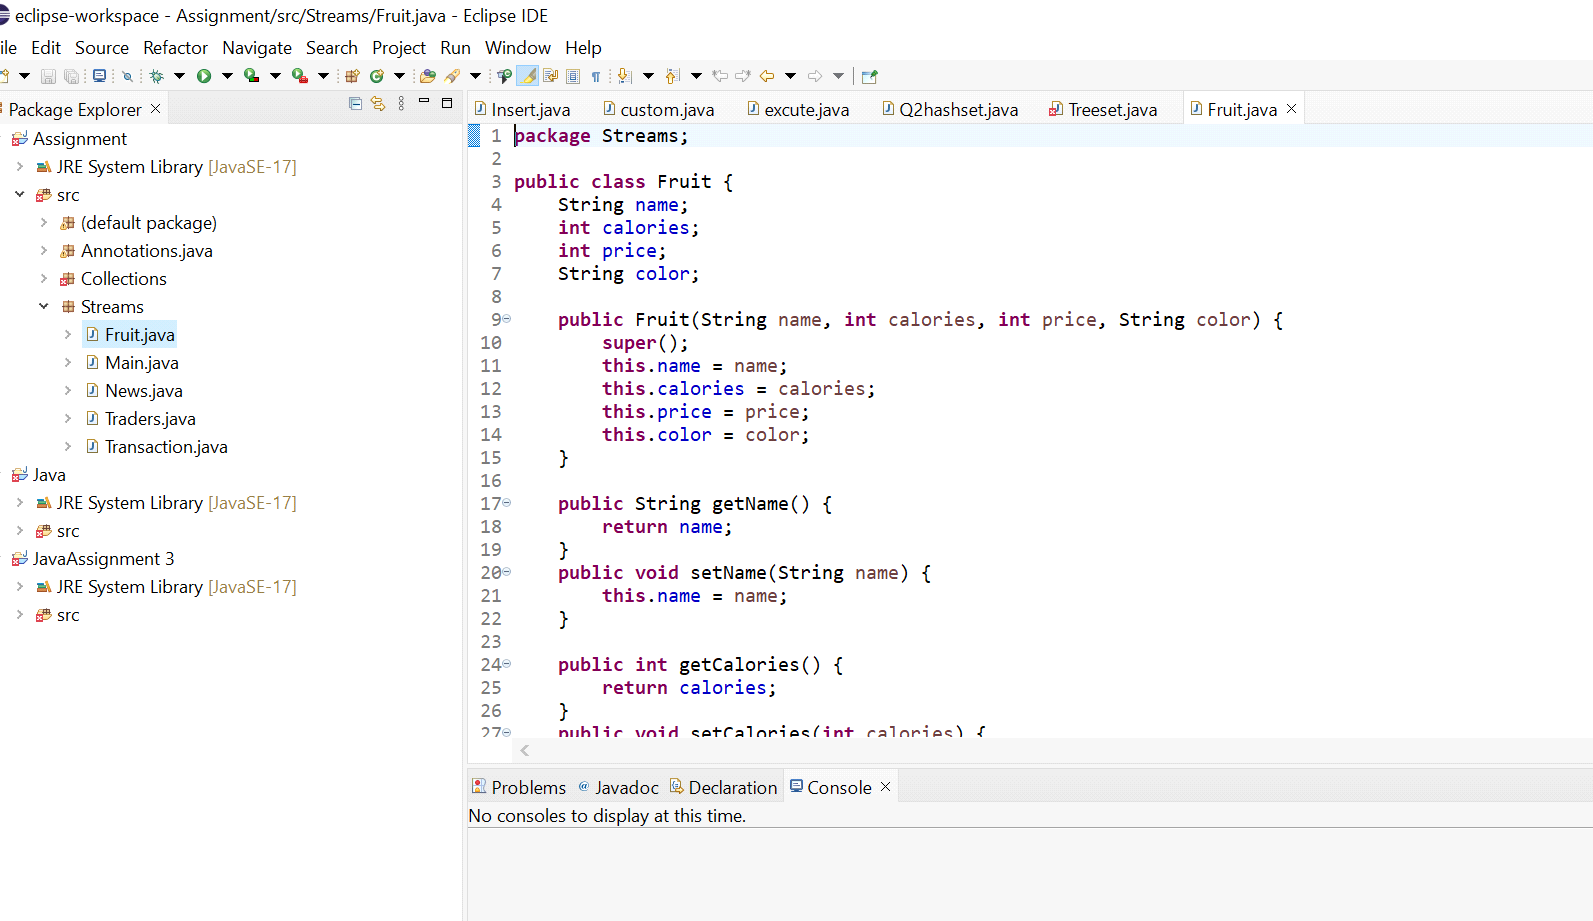 eclipse-workspace - Assignment/src/Streams/Fruit.java - Eclipse IDE
ile Edit Source Refactor Navigate Search Project Run Window Help
Package Explorer
Assignment
JRE System Library [JavaSE-17]
src
(default package)
Annotations.java
Collections
Streams
Fruit.java
Main.java
News.java
Traders.java
Transaction.java
Java
JRE System Library [JavaSE-17]
src
JavaAssignment 3
JRE System Library [JavaSE-17]
src
Insert.java custom.java excute.java Q2hashset.java Treeset.java Fruit.java
1 package Streams;
2
3 public class Fruit {
4 String name;
5 int calories;
6 int price;
7 String color;
8
9 public Fruit(String name, int calories, int price, String color) {
10 super();
11 this.name = name;
12 this.calories = calories;
13 this.price = price;
14 this.color = color;
15 }
16
17 public String getName() {
18 return name;
19 }
20 public void setName(String name) {
21 this.name = name;
22 }
23
24 public int getCalories() {
25 return calories;
26 }
27 public void setCalories(int calories) {
Problems Javadoc Declaration Console
No consoles to display at this time.